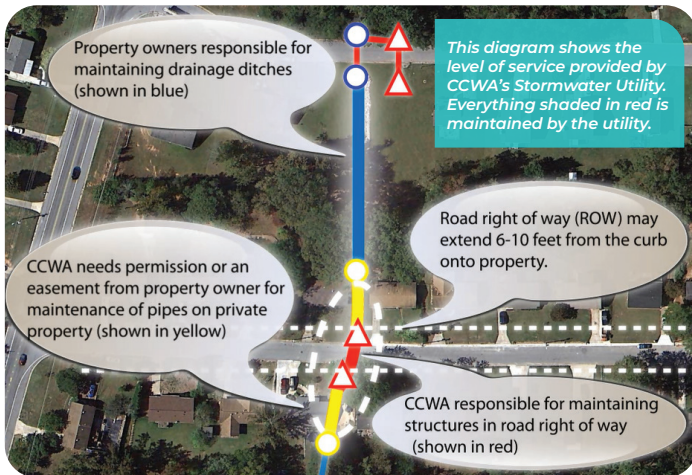 Property owners responsible for
maintaining drainage ditches
(shown in blue)
This diagram shows the
level of service provided by
CCWA's Stormwater Utility.
Everything shaded in red is
maintained by the utility.
Road right of way (ROW) may
extend 6-10 feet from the curb
onto property.
CCWA needs permission or an
easement from property owner for
maintenance of pipes on private
property (shown in yellow)
CCWA responsible for maintaining
structures in road right of way
(shown in red)